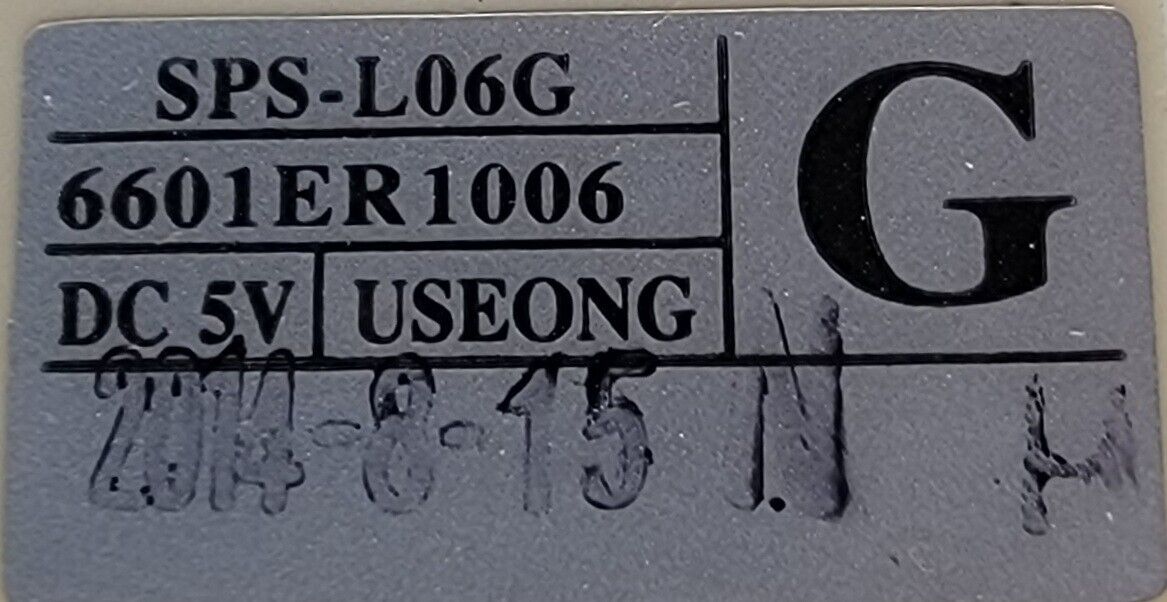 SPS-L06G
G
6601ER1006
DC 5V USEONG
2014-8-15 N H